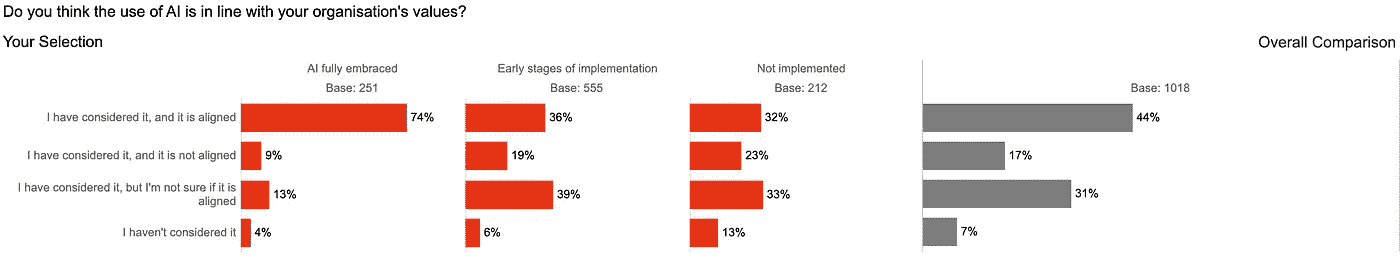 Do you think the use of AI is in line with your organisation's values?
Your Selection
Overall Comparison
AI fully embraced
Early stages of implementation
Not implemented
Base: 251
Base: 555
Base: 212
Base: 1018
I have considered it, and it is aligned
74%
36%
32%
44%
I have considered it, and it is not aligned
9%
19%
23%
17%
I have considered it, but I'm not sure if it is
aligned
13%
39%
33%
31%
I haven't considered it
4%
6%
13%
7%